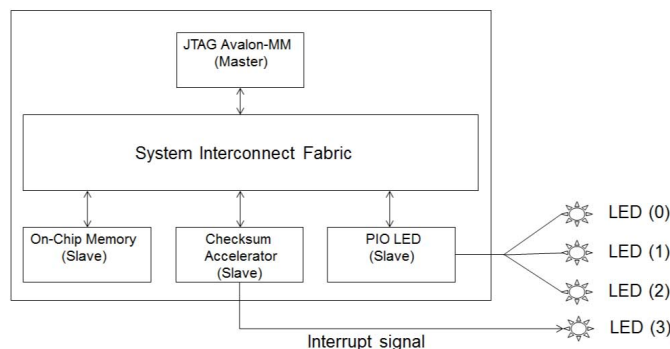 JTAG Avalon-MM
(Master)
System Interconnect Fabric
On-Chip Memory
(Slave)
Checksum
Accelerator
(Slave)
PIO LED
(Slave)
LED (0)
LED (1)
LED (2)
LED (3)
Interrupt signal